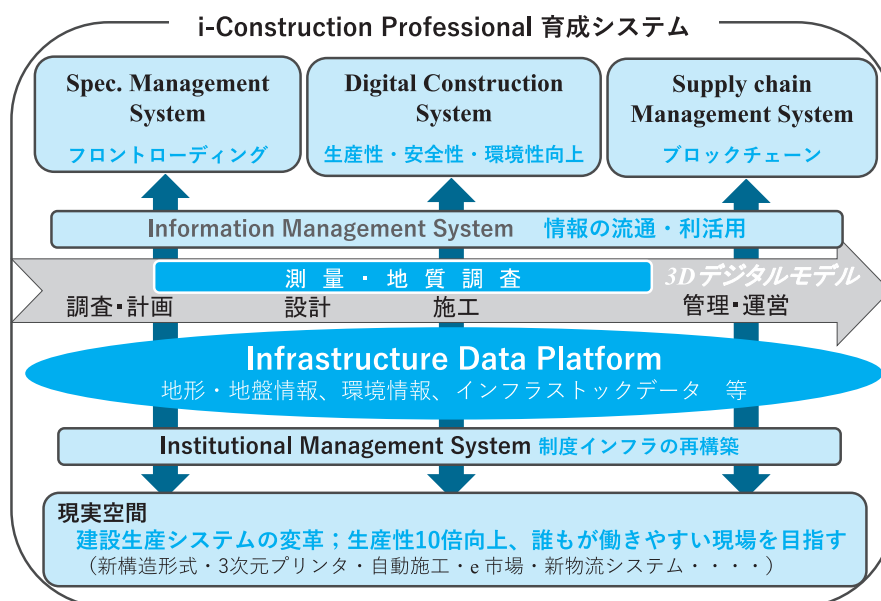 i-Construction Professional 育成システム
Spec. Management
System
フロントローディング
Digital Construction
System
生産性・安全性・環境性向上
Supply chain
Management System
ブロックチェーン
Information Management System 情報の流通・利活用
測量・地質調査
3Dデジタルモデル
調査・計画 設計 施工 管理・運営
Infrastructure Data Platform
地形・地盤情報、環境情報、インフラストックデータ 等
Institutional Management System 制度インフラの再構築
現実空間
建設生産システムの変革；生産性10倍向上、誰もが働きやすい現場を目指す
（新構造形式・3次元プリンタ・自動施工・e 市場・新物流システム・・・・）